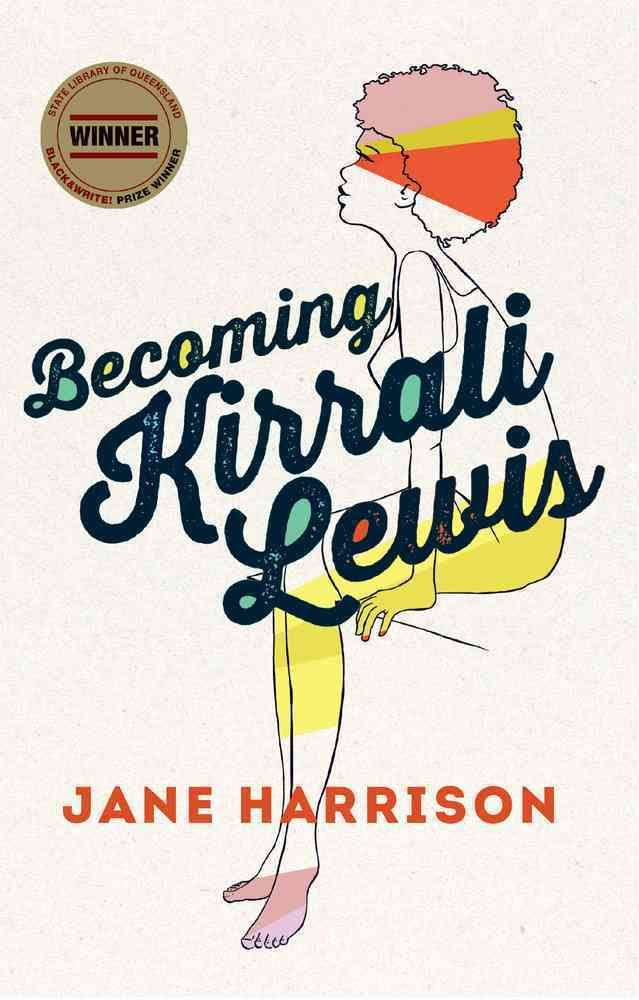 STATE LIBRARY OF QUEENSLAND
WINNER
BLACK&WRITE! PRIZE WINNER
Becoming
Kirrali
Lewis
JANE HARRISON